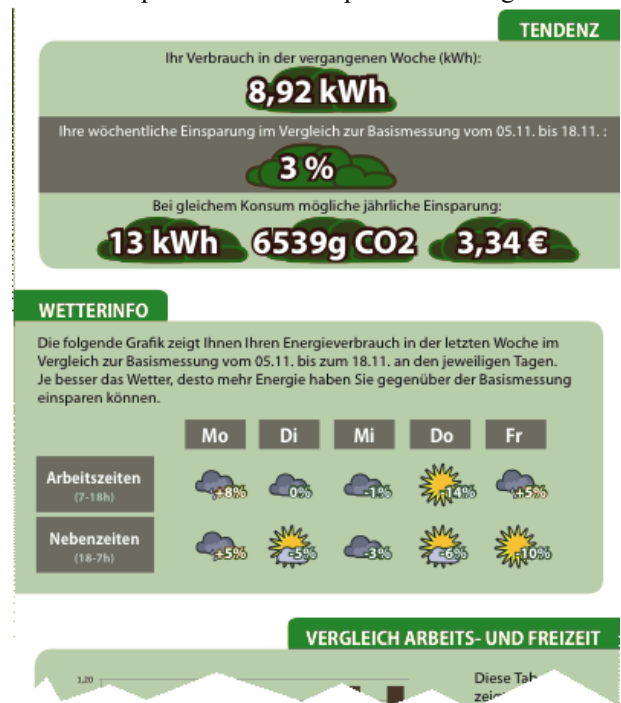 TENDENZ
Ihr Verbrauch in der vergangenen Woche (kWh):
8,92 kWh
Ihre wöchentliche Einsparung im Vergleich zur Basismessung vom 05.11. bis 18.11. :
3 %
Bei gleichem Konsum mögliche jährliche Einsparung:
13 kWh 6539g CO2 3,34 €
WETTERINFO
Die folgende Grafik zeigt Ihnen Ihren Energieverbrauch in der letzten Woche im
Vergleich zur Basismessung vom 05.11. bis zum 18.11. an den jeweiligen Tagen.
Je besser das Wetter, desto mehr Energie haben Sie gegenüber der Basismessung
einsparen können.
Mo Di Mi Do Fr
Arbeitszeiten
(7-18h)
+8% 0% -1% -14% +5%
Nebenzeiten
(18-7h)
+5% -5% -3% -6% -10%
VERGLEICH ARBEITS- UND FREIZEIT
1,20
Diese